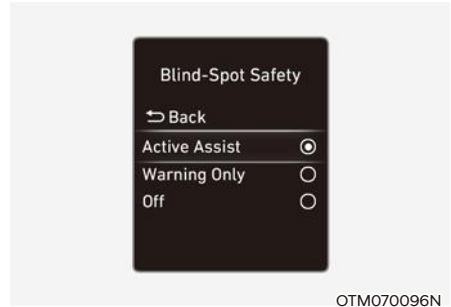 Blind-Spot Safety
Back
Active Assist
Warning Only
Off
OTM070096N